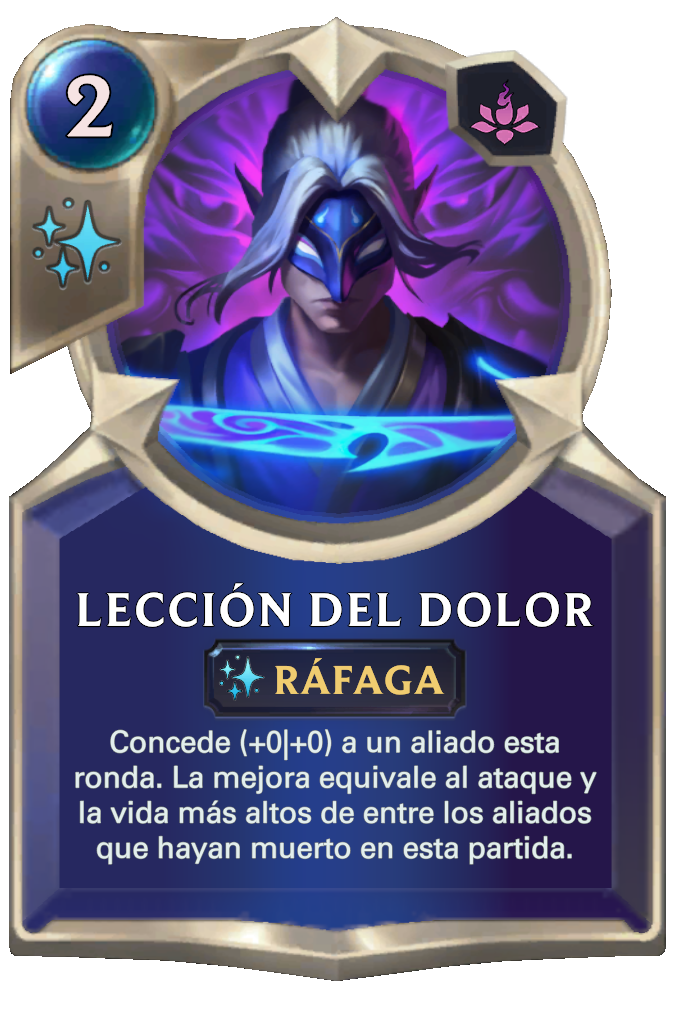 2
LECCIÓN DEL DOLOR
RÁFAGA
Concede (+0|+0) a un aliado esta
ronda. La mejora equivale al ataque y
la vida más altos de entre los aliados
que hayan muerto en esta partida.